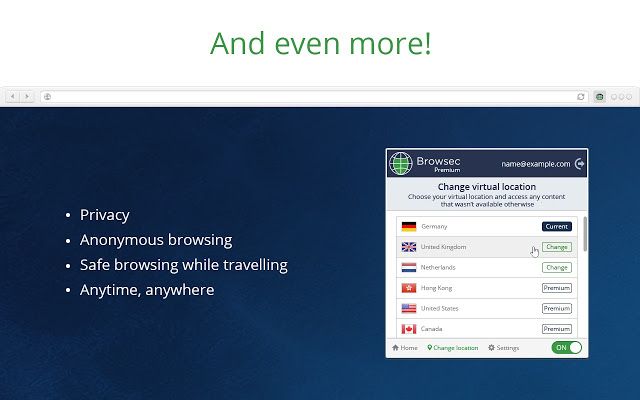 And even more!
Browsec
Premium
name@example.com
Change virtual location
Choose your virtual location and access any content
that wasn't available otherwise
• Privacy
• Anonymous browsing
• Safe browsing while travelling
• Anytime, anywhere
Germany Current
United Kingdom Change
Netherlands Change
Hong Kong Premium
United States Premium
Canada Premium
Home Change location Settings ON